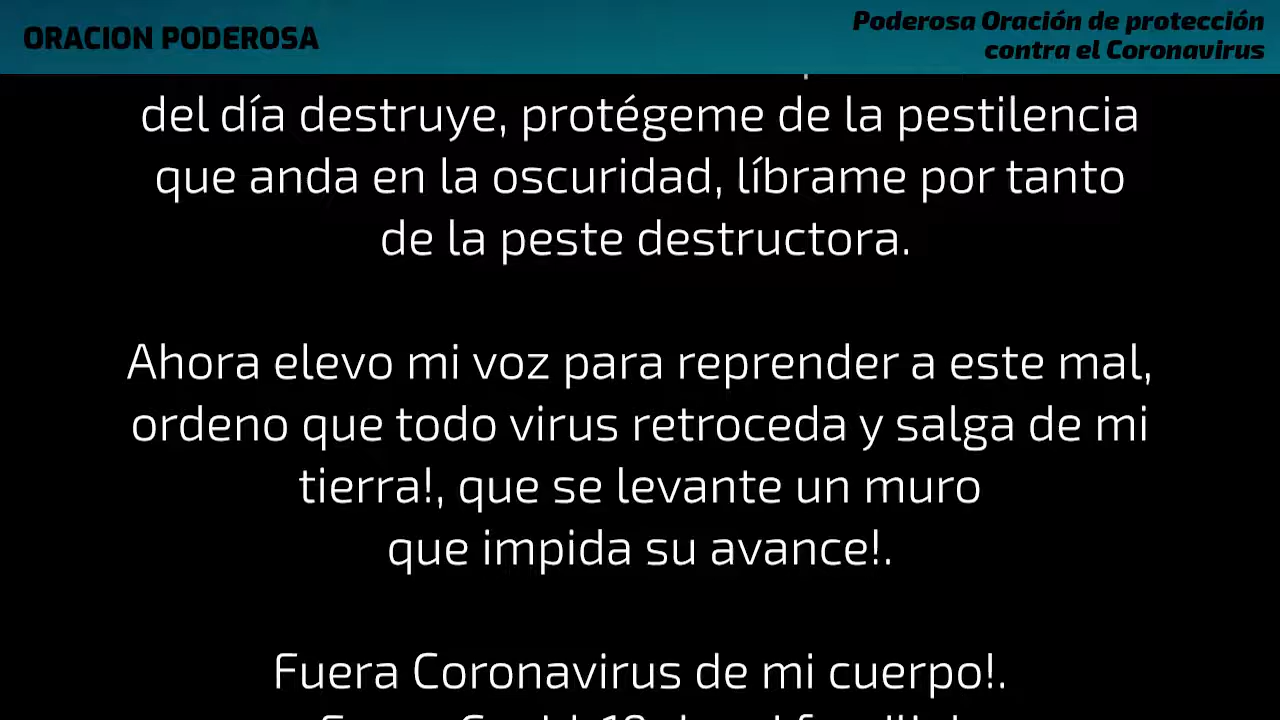 ORACION PODEROSA
Poderosa Oración de protección
contra el Coronavirus
del día destruye, protégeme de la pestilencia
que anda en la oscuridad, líbrame por tanto
de la peste destructora.
Ahora elevo mi voz para reprender a este mal,
ordeno que todo virus retroceda y salga de mi
tierra!, que se levante un muro
que impida su avance!.
Fuera Coronavirus de mi cuerpo!.